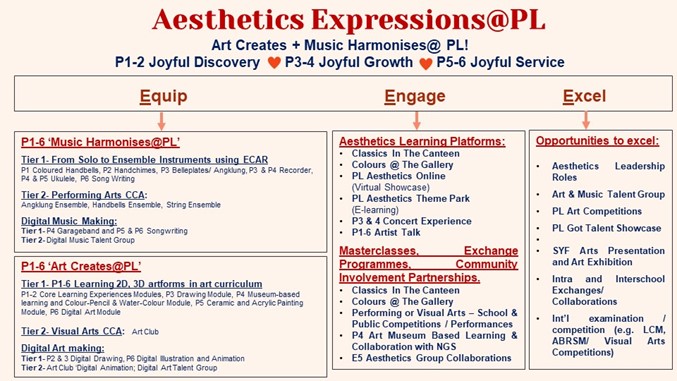 Aesthetics Expressions@PL
Art Creates + Music Harmonises@ PL!
P1-2 Joyful Discovery P3-4 Joyful Growth P5-6 Joyful Service
Equip
P1-6 ‘Music Harmonises@PL’
Tier 1- From Solo to Ensemble Instruments using ECAR
P1 Coloured Handbells, P2 Handchimes, P3 Belleplates/ Angklung, P3 & P4 Recorder,
P4 & P5 Ukulele, P6 Song Writing
Tier 2- Performing Arts CCA:
Angklung Ensemble, Handbells Ensemble, String Ensemble
Digital Music Making:
Tier 1- P4 Garageband and P5 & P6 Songwriting
Tier 2- Digital Music Talent Group
P1-6 ‘Art Creates@PL’
Tier 1- P1-6 Learning 2D, 3D artforms in art curriculum
P1-2 Core Learning Experiences Modules, P3 Drawing Module, P4 Museum-based
learning and Colour-Pencil & Water-Colour Module, P5 Ceramic and Acrylic Painting
Module, P6 Digital Art Module
Tier 2- Visual Arts CCA: Art Club
Digital Art making:
Tier 1- P2 & 3 Digital Drawing, P6 Digital Illustration and Animation
Tier 2- Art Club ‘Digital Animation; Digital Art Talent Group
Engage
Aesthetics Learning Platforms:
• Classics In The Canteen
• Colours @ The Gallery
• PL Aesthetics Online
(Virtual Showcase)
• PL Aesthetics Theme Park
(E-learning)
• P3 & 4 Concert Experience
• P1-6 Artist Talk
Masterclasses, Exchange
Programmes, Community
Involvement Partnerships.
• Classics In The Canteen
• Colours @ The Gallery
• Performing or Visual Arts – School &
Public Competitions / Performances
• P4 Art Museum Based Learning &
Collaboration with NGS
• E5 Aesthetics Group Collaborations
Excel
Opportunities to excel:
• Aesthetics Leadership
Roles
• Art & Music Talent Group
• PL Art Competitions
• PL Got Talent Showcase
•
• SYF Arts Presentation
and Art Exhibition
• Intra and Interschool
Exchanges/
Collaborations
• Int’l examination /
competition (e.g. LCM,
ABRSM/ Visual Arts
Competitions)